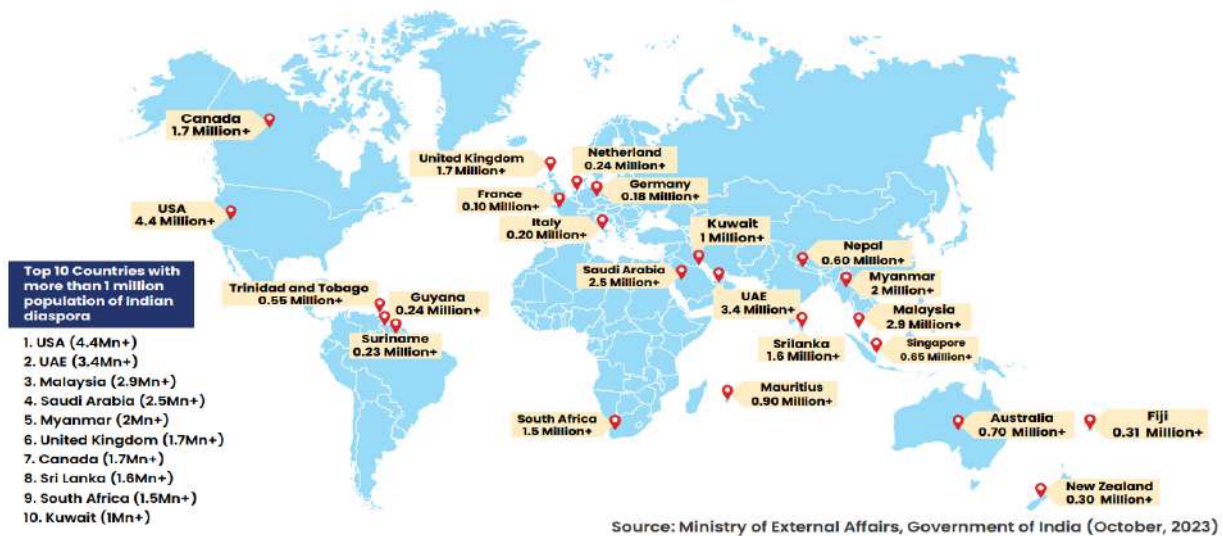 Canada
1.7 Million+
United Kingdom
1.7 Million+
Netherland
0.24 Million+
Germany
0.18 Million+
France
0.10 Million+
USA
4.4 Million+
Italy
0.20 Million+
Kuwait
1 Million+
Nepal
0.60 Million+
Saudi Arabia
2.5 Million+
Myanmar
2 Million+
Trinidad and Tobago
0.55 Million+
Guyana
0.24 Million+
UAE
3.4 Million+
Malaysia
2.9 Million+
Suriname
0.23 Million+
Srilanka
1.6 Million+
Singapore
0.65 Million+
Mauritius
0.90 Million+
South Africa
1.5 Million+
Australia
0.70 Million+
Fiji
0.31 Million+
New Zealand
0.30 Million+
Top 10 Countries with
more than 1 million
population of Indian
diaspora
1. USA (4.4Mn+)
2. UAE (3.4Mn+)
3. Malaysia (2.9Mn+)
4. Saudi Arabia (2.5Mn+)
5. Myanmar (2Mn+)
6. United Kingdom (1.7Mn+)
7. Canada (1.7Mn+)
8. Sri Lanka (1.6Mn+)
9. South Africa (1.5Mn+)
10. Kuwait (1Mn+)
Source: Ministry of External Affairs, Government of India (October, 2023)